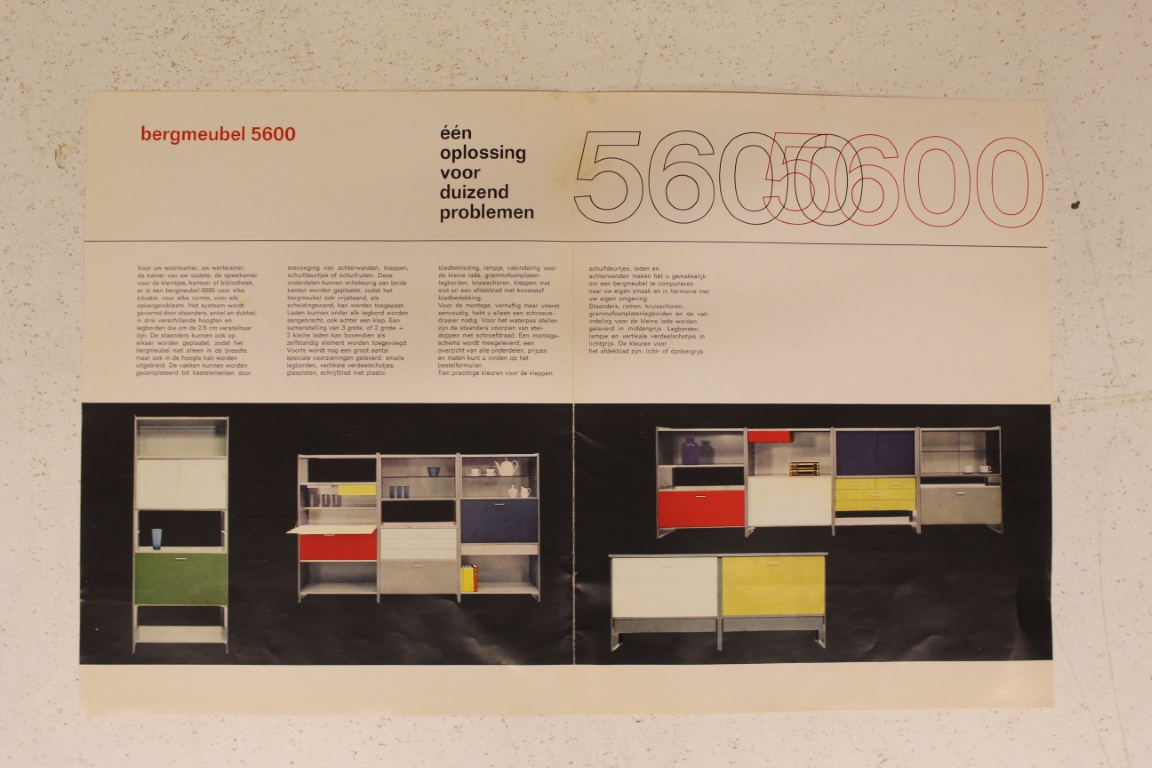 bergmeubel 5600
één
oplossing
voor
duizend
problemen
5600
5600
Voor uw woonkamer, uw werkkamer,
de kamer van uw oudste, de speelkamer
voor de kleintjes, kantoor of bibliotheek,
er is een bergmeubel-5600 voor elke
situatie, voor elke ruimte, voor elk
opbergprobleem. Het systeem wordt
gevormd door staanders, enkel en dubbel,
in drie verschillende hoogten en
legborden die om de 2.5 cm verstelbaar
zijn. De staanders kunnen ook op
elkaar worden geplaatst, zodat het
bergmeubel niet alleen in de breedte
maar ook in de hoogte kan worden
uitgebreid. De vakken kunnen worden
gecompleteerd tot kastelementen door
toevoeging van achterwanden, kleppen,
schuifdeurtjes of schuifruiten. Deze
onderdelen kunnen willekeurig aan beide
kanten worden geplaatst, zodat het
bergmeubel ook vrijstaand, als
scheidingswand, kan worden toegepast.
Laden kunnen onder elk legbord worden
aangebracht, ook achter een klep. Een
samenstelling van 3 grote of 2 grote +
2 kleine laden kan bovendien als
zelfstandig element worden toegevoegd.
Voorts wordt nog een groot aantal
speciale voorzieningen geleverd: smalle
legborden, vertikale verdeelschotjes,
glasplaten, schrijfblad met plastic
bladbekleding, lampje, vakindeling voor
de kleine lade, grammofoonplaten-
legborden, kruisschoren, kleppen met
slot en een afdekblad met kunststof
bladbedekking.
Voor de montage, vernuftig maar uiterst
eenvoudig, hebt u alleen een schroeve-
draaier nodig. Voor het waterpas stellen
zijn de staanders voorzien van stel-
doppen met schroefdraad. Een montage-
schema wordt meegeleverd, een
overzicht van alle onderdelen, prijzen
en maten kunt u vinden op het
bestelformulier.
Tien prachtige kleuren voor de kleppen,
schuifdeurtjes, laden en
achterwanden maken het u gemakkelijk
om een bergmeubel te componeren
naar uw eigen smaak en in harmonie met
uw eigen omgeving.
Staanders, ramen, kruisschoren,
grammofoonplatenlegborden en de vak-
indeling voor de kleine lade worden
geleverd in middengrijs. Legborden,
lampje en vertikale verdeelschotjes in
lichtgrijs. De kleuren voor
het afdekblad zijn: licht- of donkergrijs.